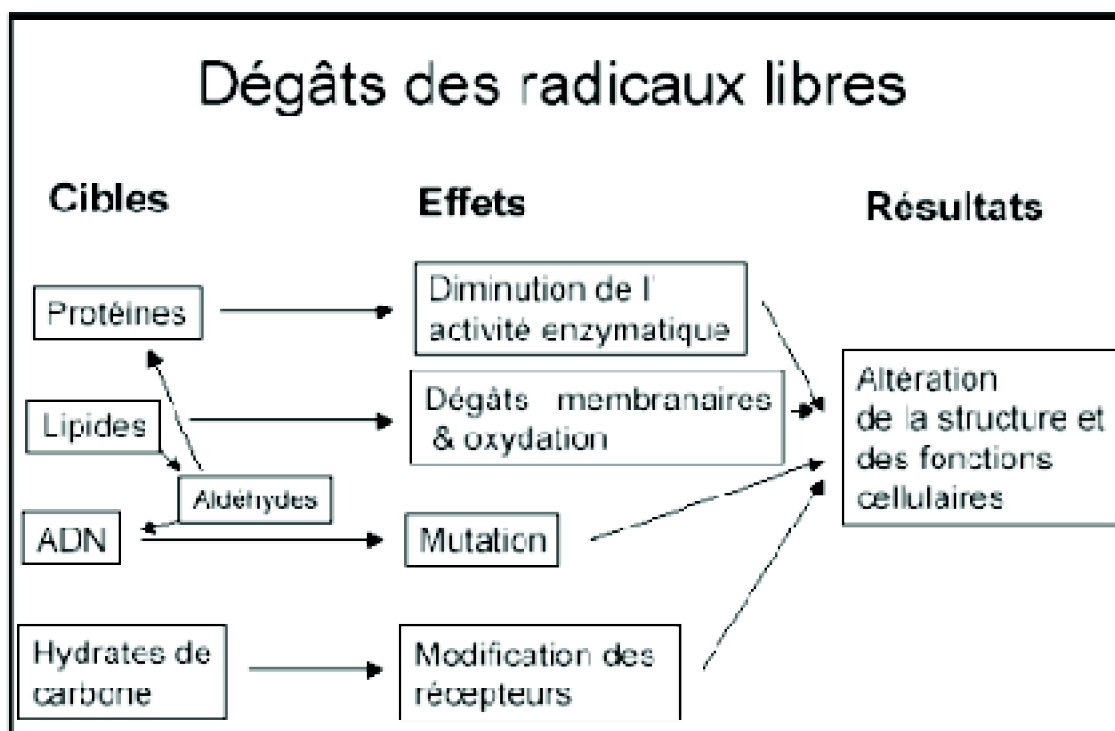 Dégâts des radicaux libres
Cibles
Effets
Résultats
Protéines
Diminution de l'
activité enzymatique
Lipides
Dégâts membranaires
& oxydation
Altération
de la structure et
des fonctions
cellulaires
Aldéhydes
ADN
Mutation
Hydrates de
carbone
Modification des
récepteurs